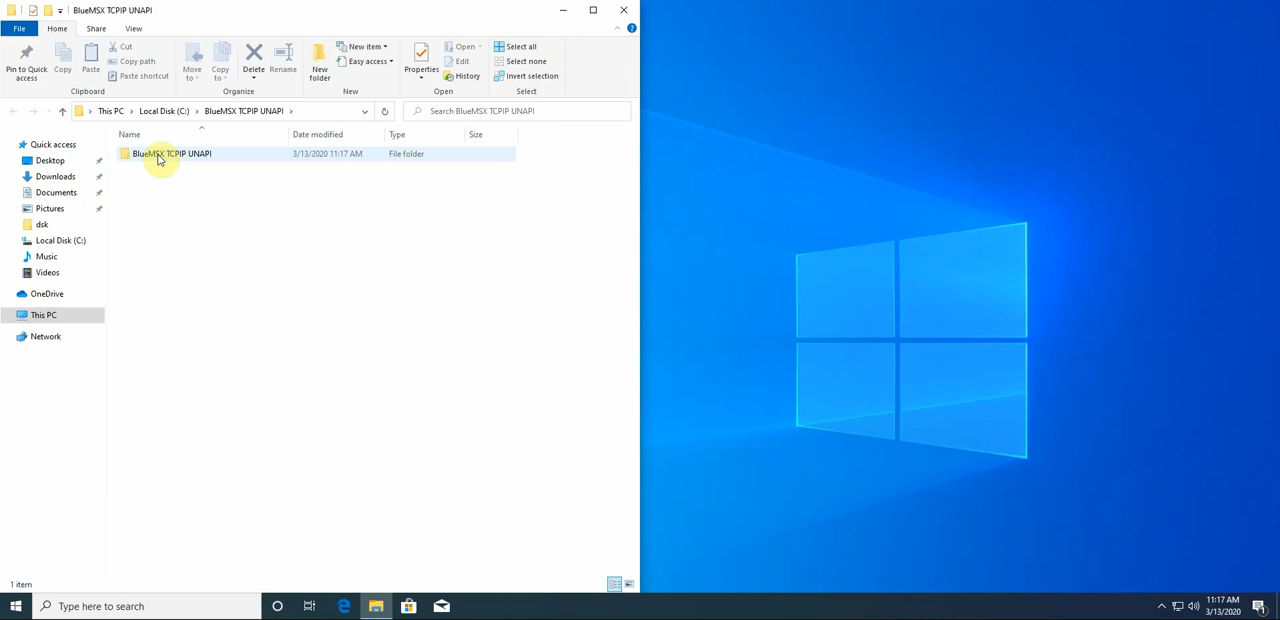 BlueMSX TCPIP UNAPI
File Home Share View
Pin to Quick access
Copy
Paste
Cut
Copy path
Paste shortcut
Clipboard
Move to
Copy to
Delete
Rename
Organize
New folder
New item
Easy access
New
Properties
Open
Edit
History
Open
Select all
Select none
Invert selection
Select
This PC Local Disk (C:) BlueMSX TCPIP UNAPI
Search BlueMSX TCPIP UNAPI
Name Date modified Type Size
BlueMSX TCPIP UNAPI 3/13/2020 11:17 AM File folder
Quick access
Desktop
Downloads
Documents
Pictures
dsk
Local Disk (C:)
Music
Videos
OneDrive
This PC
Network
1 item
Type here to search
11:17 AM
3/13/2020
1